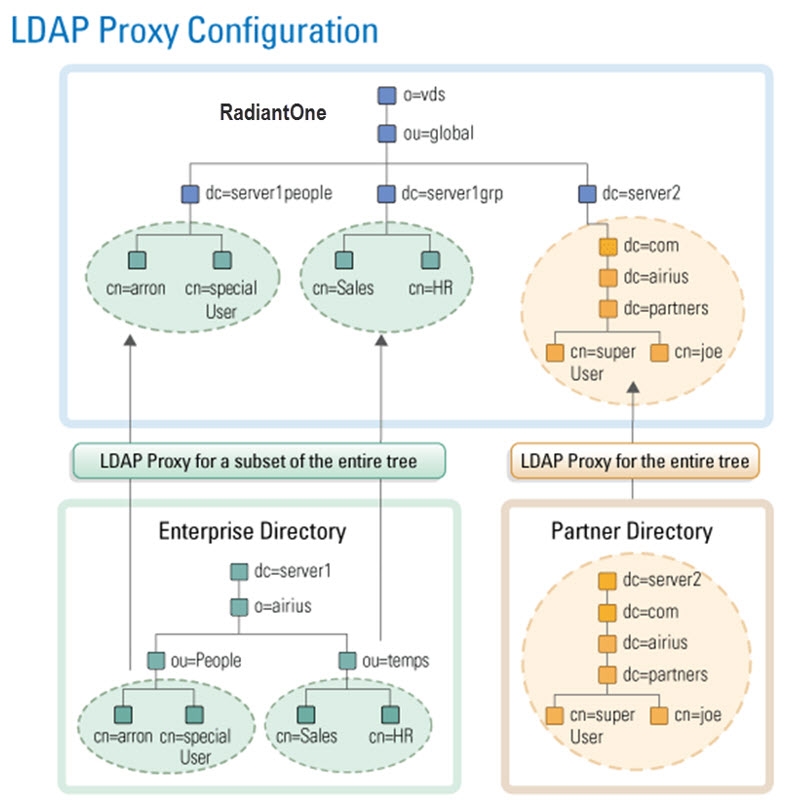 LDAP Proxy Configuration
RadiantOne
o=vds
ou=global
dc=server1people
dc=server1grp
dc=server2
cn=arron
cn=special
User
cn=Sales
cn=HR
dc=com
dc=airius
dc=partners
cn=super
User
cn=joe
LDAP Proxy for a subset of the entire tree
LDAP Proxy for the entire tree
Enterprise Directory
dc=server1
o=airius
ou=People
ou=temps
cn=arron
cn=special
User
cn=Sales
cn=HR
Partner Directory
dc=server2
dc=com
dc=airius
dc=partners
cn=super
User
cn=joe